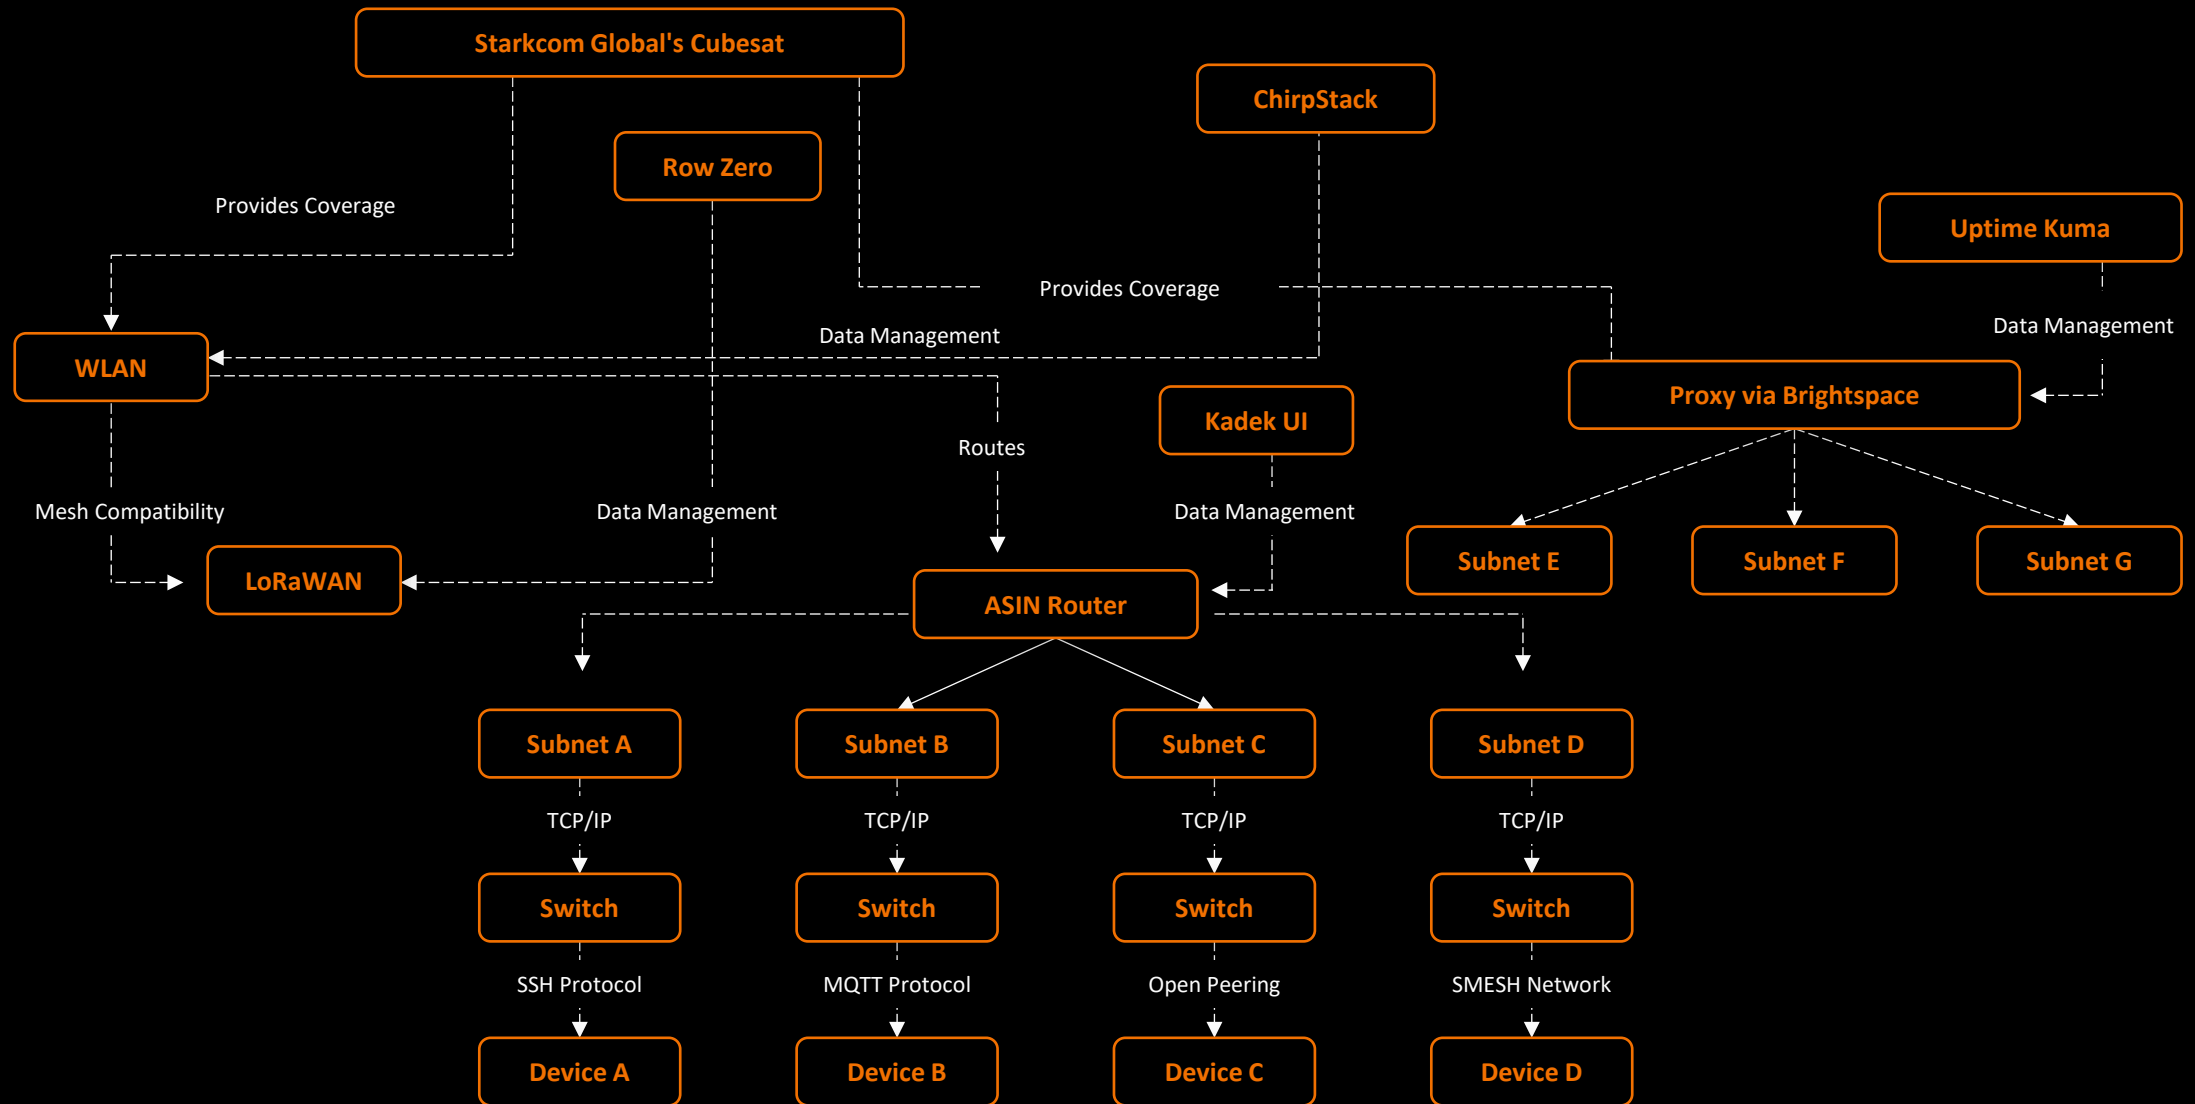 Starkcom Global's Cubesat
ChirpStack
Row Zero
Provides Coverage
Uptime Kuma
Provides Coverage
Data Management
Data Management
WLAN
Proxy via Brightspace
Kadek UI
Routes
Mesh Compatibility
Data Management
Data Management
Subnet E
Subnet F
Subnet G
LoRaWAN
ASIN Router
Subnet A
Subnet B
Subnet C
Subnet D
TCP/IP
TCP/IP
TCP/IP
TCP/IP
Switch
Switch
Switch
Switch
SSH Protocol
MQTT Protocol
Open Peering
SMESH Network
Device A
Device B
Device C
Device D